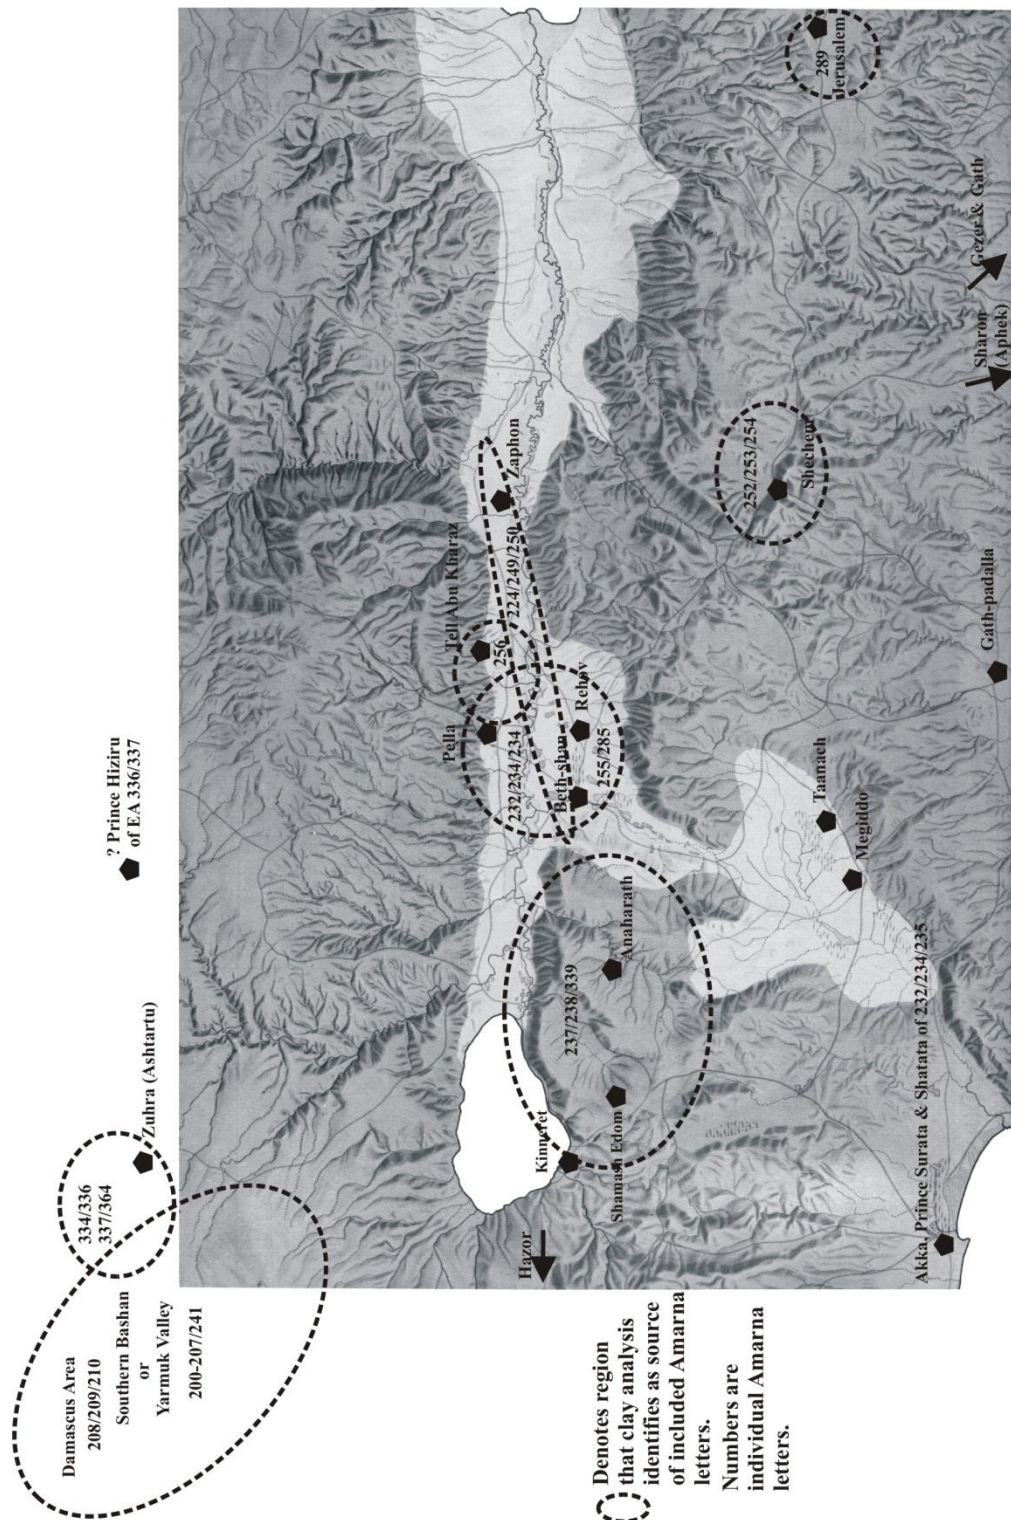 Damascus Area
208/209/210
Southern Bashan
or
Yarmuk Valley
200-207/241
334/336
337/364
Zuhra (Ashtartu)
? Prince Hiziru
of EA 336/337
Hazor
Kinneret
Shamash Edom
237/238/339
Anaharath
Pella
232/234/234
Beth-shan
Rehov
255/285
Tell Abu Kharaz
256
224/249/250
Zaphon
Akka, Prince Surata & Shatata of 232/234/235
Megiddo
Taanach
Gath-padalla
252/253/254
Shechem
Sharon
(Aphek)
Gezer & Gath
289
Jerusalem
Denotes region
that clay analysis
identifies as source
of included Amarna
letters.
Numbers are
individual Amarna
letters.